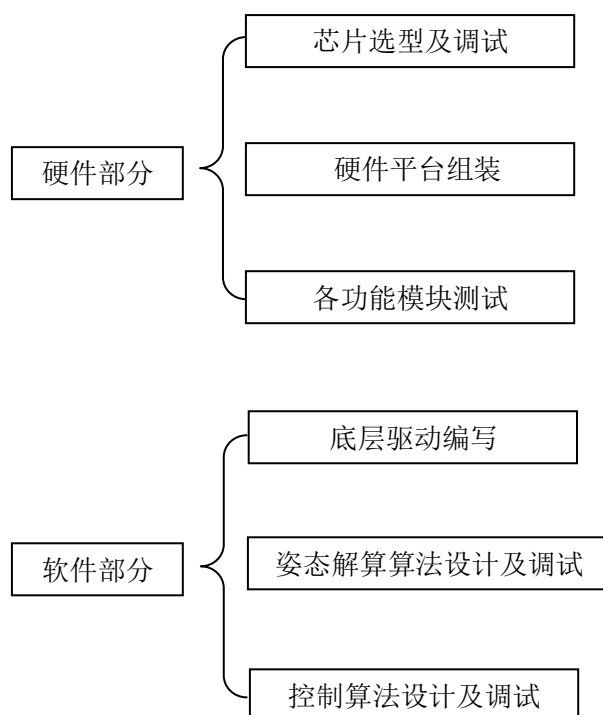 芯片选型及调试
硬件部分
硬件平台组装
各功能模块测试
底层驱动编写
软件部分
姿态解算算法设计及调试
控制算法设计及调试